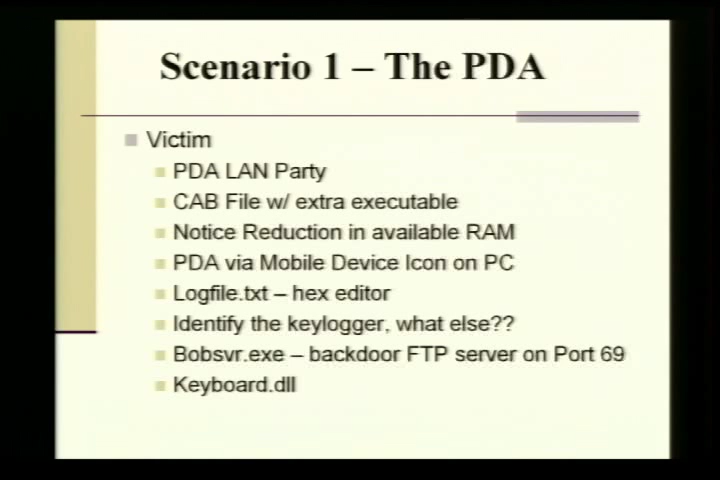 Scenario 1 – The PDA
Victim
PDA LAN Party
CAB File w/ extra executable
Notice Reduction in available RAM
PDA via Mobile Device Icon on PC
Logfile.txt – hex editor
Identify the keylogger, what else??
Bobsvr.exe – backdoor FTP server on Port 69
Keyboard.dll